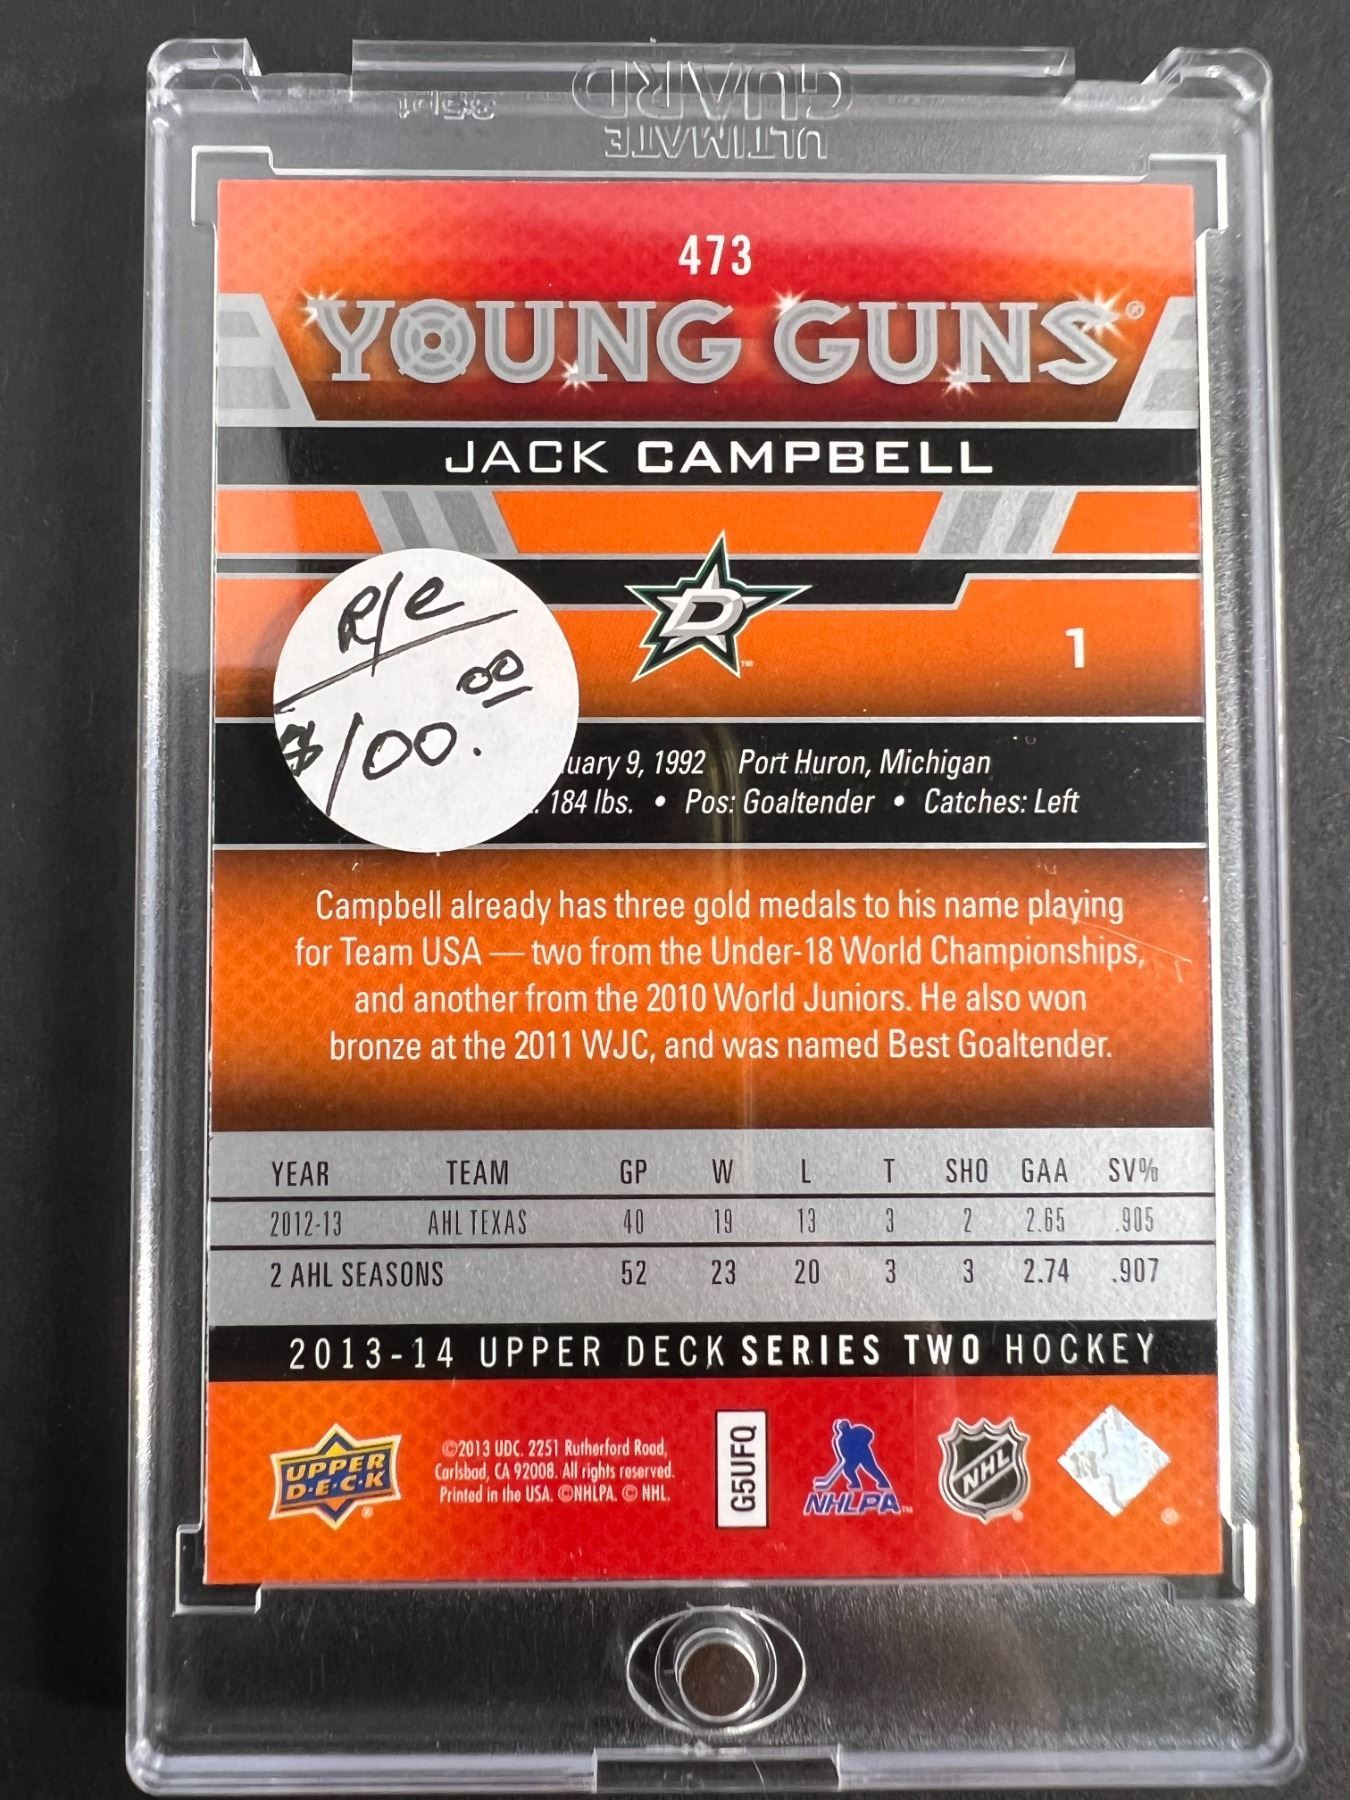 ULTIMATE
GUARD
35pt
473
YOUNG GUNS®
JACK CAMPBELL
D
™
1
R/C
$100.00
uary 9, 1992 Port Huron, Michigan
184 lbs. • Pos: Goaltender • Catches: Left
Campbell already has three gold medals to his name playing
for Team USA — two from the Under-18 World Championships,
and another from the 2010 World Juniors. He also won
bronze at the 2011 WJC, and was named Best Goaltender.
YEAR TEAM GP W L T SHO GAA SV%
2012-13 AHL TEXAS 40 19 13 3 2 2.65 .905
2 AHL SEASONS 52 23 20 3 3 2.74 .907
2013-14 UPPER DECK SERIES TWO HOCKEY
UPPER
D·E·C·K
®
©2013 UDC. 2251 Rutherford Road,
Carlsbad, CA 92008. All rights reserved.
Printed in the USA. ©NHLPA. © NHL.
G5UFQ
NHLPA™
NHL
®
®